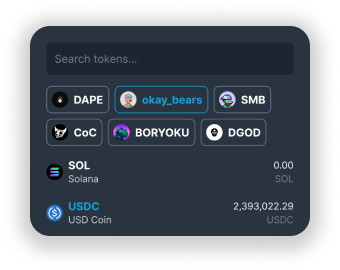 Search tokens...
DAPE okay_bears SMB
CoC BORYOKU DGOD
SOL 0.00
Solana SOL
USDC 2,393,022.29
USD Coin USDC